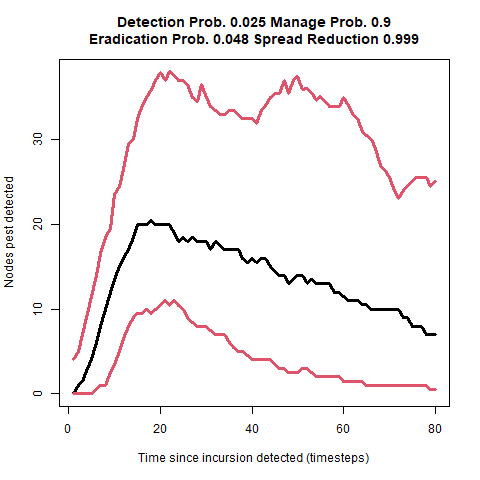 Detection Prob. 0.025 Manage Prob. 0.9
Eradication Prob. 0.048 Spread Reduction 0.999
Nodes pest detected
30
20
10
0
0 20 40 60 80
Time since incursion detected (timesteps)